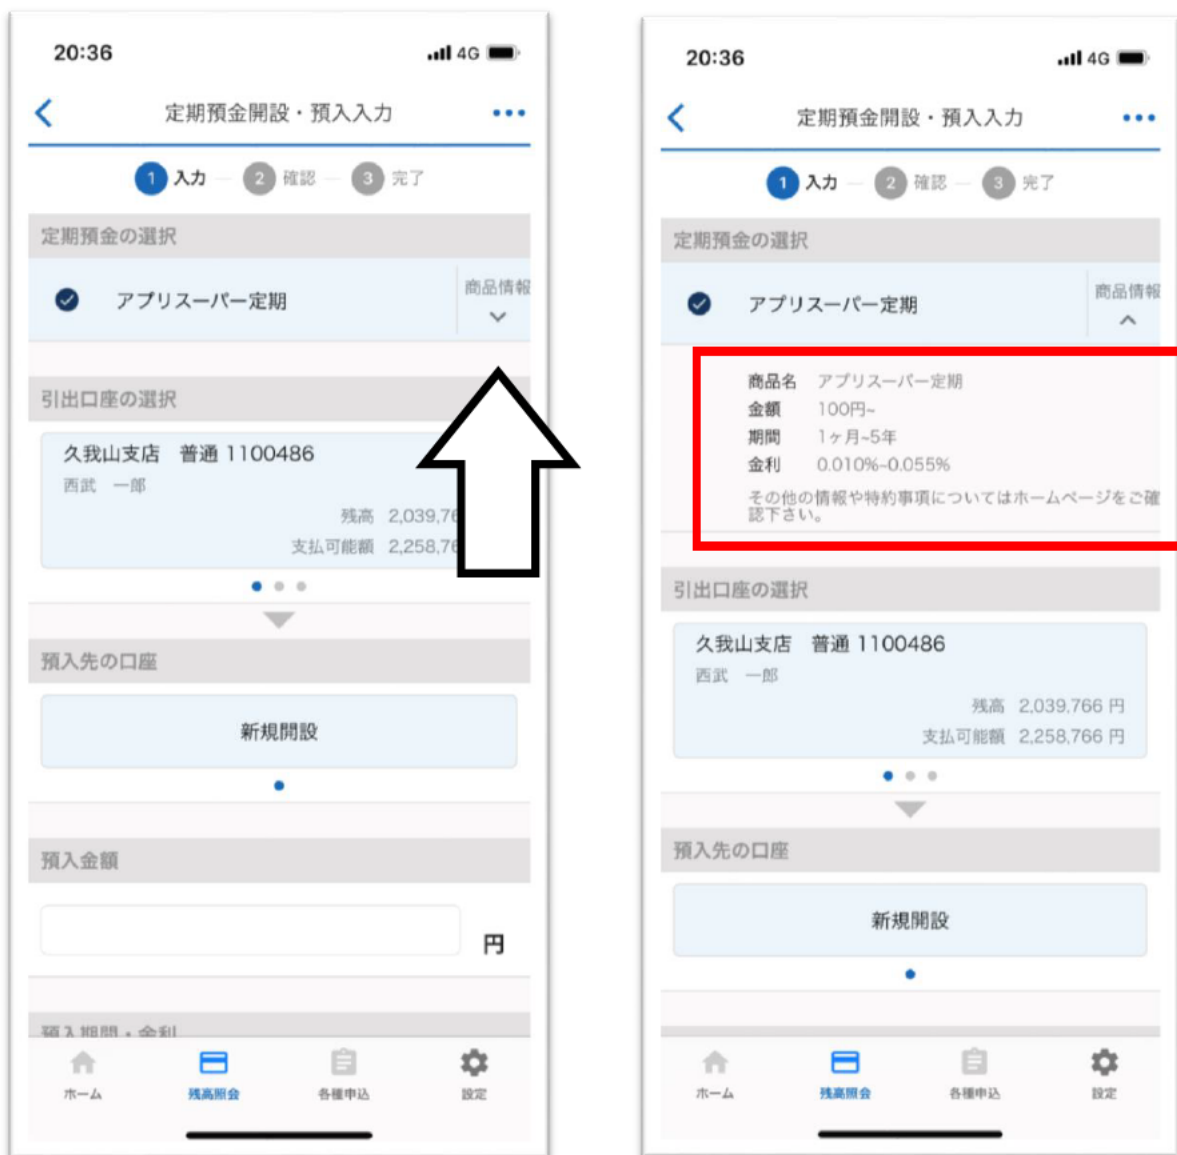 20:36 4G
定期預金開設・預入入力
1 入力 2 確認 3 完了
定期預金の選択
アプリスーパー定期 商品情報
引出口座の選択
久我山支店 普通 1100486
西武 一郎
残高 2,039,76
支払可能額 2,258,76
預入先の口座
新規開設
預入金額
円
預入期間・金利
ホーム 残高照会 各種申込 設定
20:36 4G
定期預金開設・預入入力
1 入力 2 確認 3 完了
定期預金の選択
アプリスーパー定期 商品情報
商品名 アプリスーパー定期
金額 100円~
期間 1ヶ月~5年
金利 0.010%~0.055%
その他の情報や特約事項についてはホームページをご確
認下さい。
引出口座の選択
久我山支店 普通 1100486
西武 一郎
残高 2,039,766 円
支払可能額 2,258,766 円
預入先の口座
新規開設
ホーム 残高照会 各種申込 設定